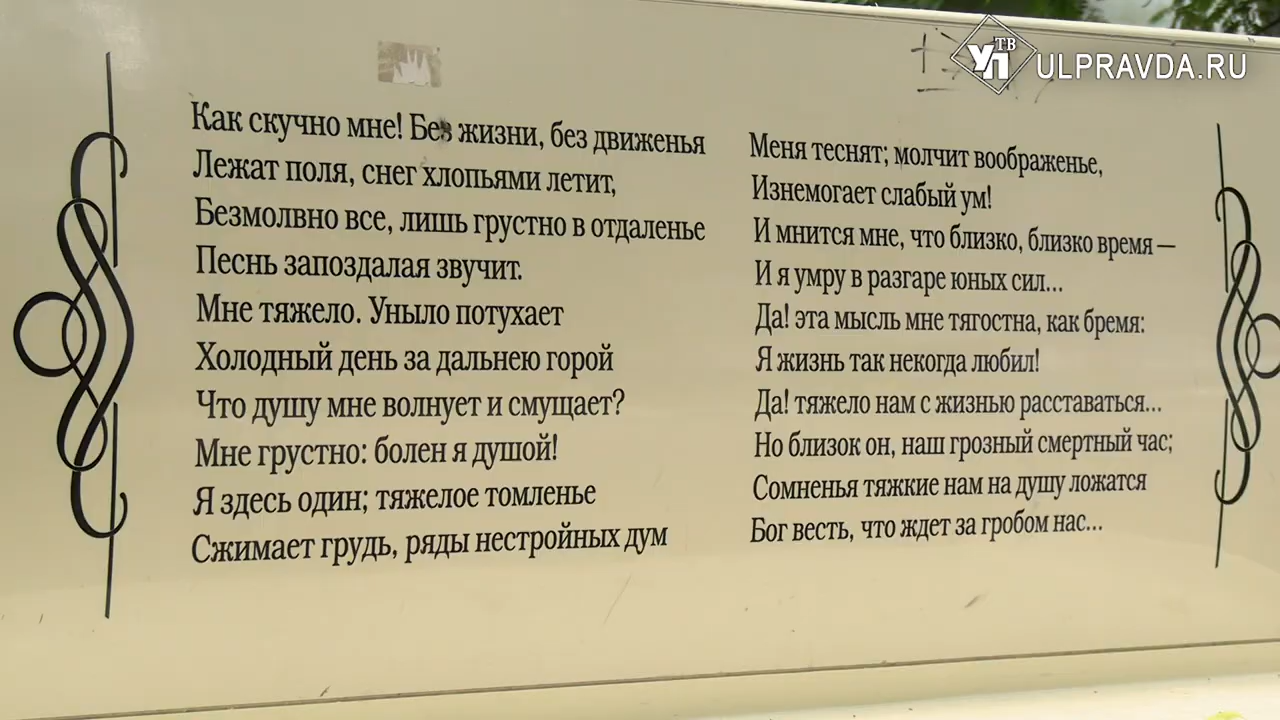 УП ТВ
ULPRAVDA.RU
Как скучно мне! Без жизни, без движенья
Лежат поля, снег хлопьями летит,
Безмолвно все, лишь грустно в отдаленье
Песнь запоздалая звучит.
Мне тяжело. Уныло потухает
Холодный день за дальнею горой
Что душу мне волнует и смущает?
Мне грустно: болен я душой!
Я здесь один; тяжелое томленье
Сжимает грудь, ряды нестройных дум
Меня теснят; молчит воображенье,
Изнемогает слабый ум!
И мнится мне, что близко, близко время —
И я умру в разгаре юных сил...
Да! эта мысль мне тягостна, как бремя:
Я жизнь так некогда любил!
Да! тяжело нам с жизнью расставаться...
Но близок он, наш грозный смертный час;
Сомненья тяжкие нам на душу ложатся
Бог весть, что ждет за гробом нас...